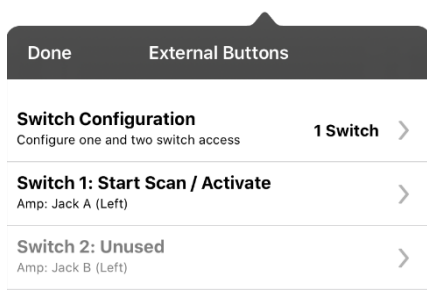 Done External Buttons
Switch Configuration
Configure one and two switch access
1 Switch
Switch 1: Start Scan / Activate
Amp: Jack A (Left)
Switch 2: Unused
Amp: Jack B (Left)